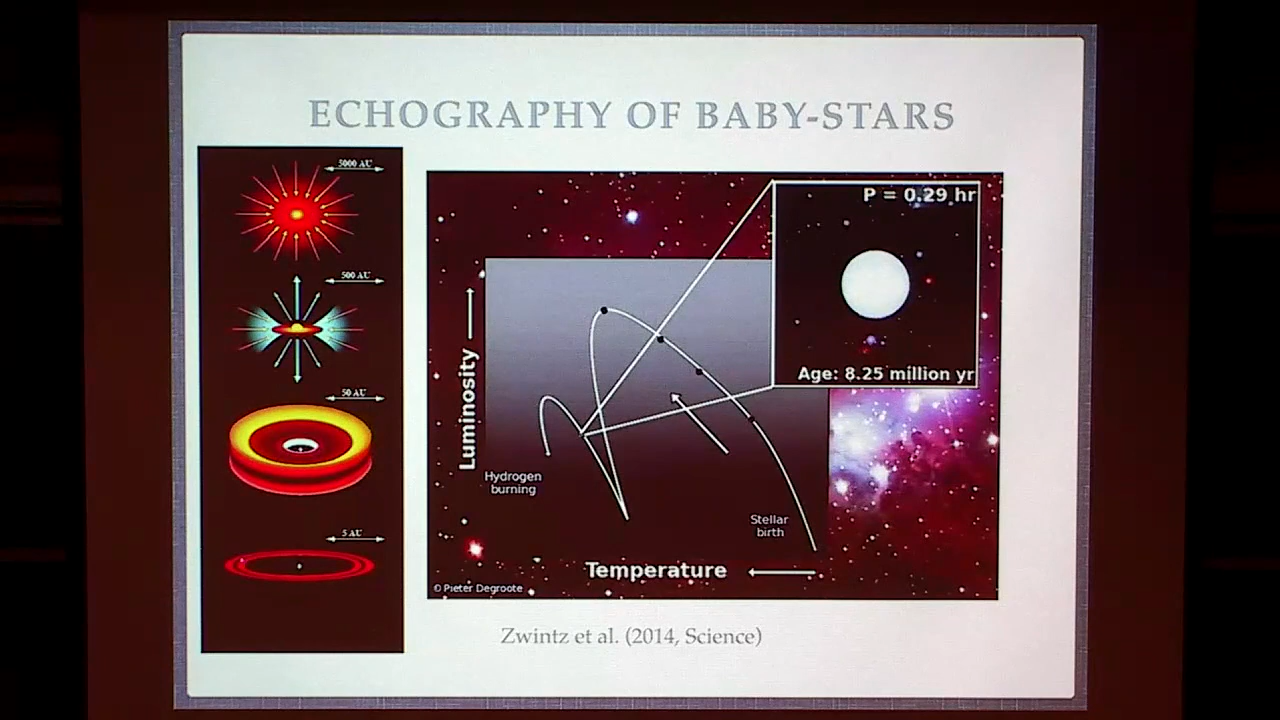 ECHOGRAPHY OF BABY-STARS
5000 AU
500 AU
50 AU
5 AU
P = 0.29 hr
Age: 8.25 million yr
Luminosity
Hydrogen
burning
Stellar
birth
Temperature
© Pieter Degroote
Zwintz et al. (2014, Science)